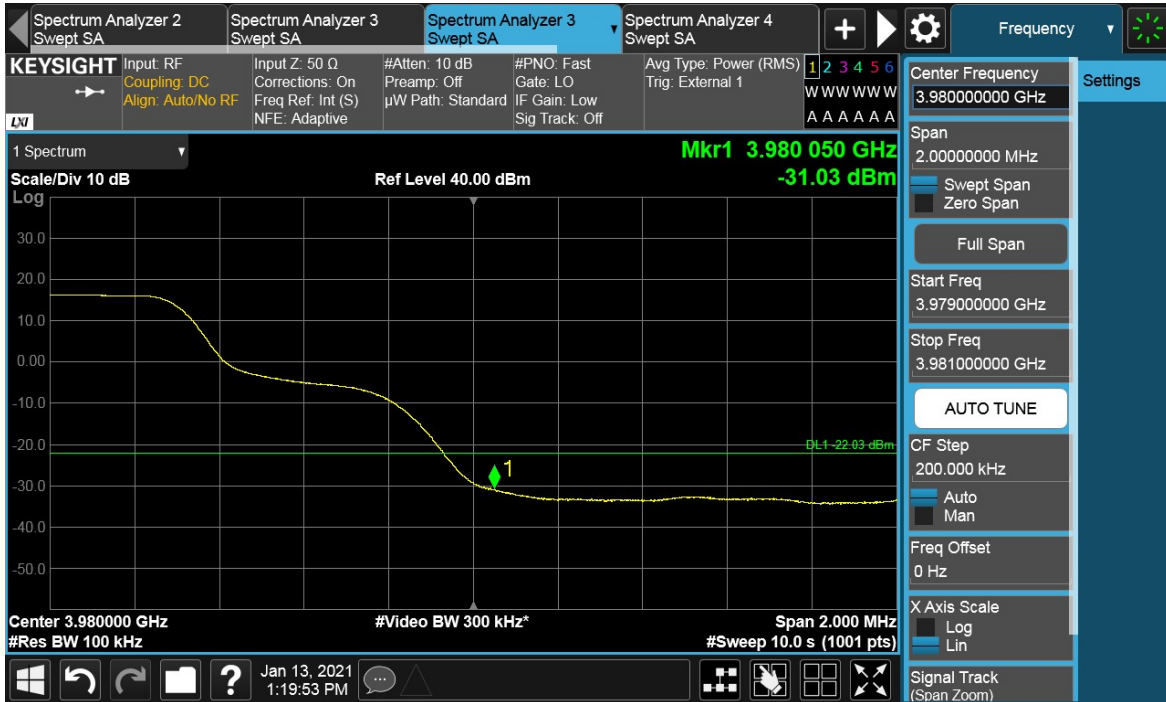 Spectrum Analyzer 2
Swept SA
Spectrum Analyzer 3
Swept SA
Spectrum Analyzer 3
Swept SA
Spectrum Analyzer 4
Swept SA
+
Frequency
KEYSIGHT
LXI
Input: RF
Coupling: DC
Align: Auto/No RF
Input Z: 50 Ω
Corrections: On
Freq Ref: Int (S)
NFE: Adaptive
#Atten: 10 dB
Preamp: Off
µW Path: Standard
#PNO: Fast
Gate: LO
IF Gain: Low
Sig Track: Off
Avg Type: Power (RMS)
Trig: External 1
1 2 3 4 5 6
W W W W W W
A A A A A A
1 Spectrum
Mkr1 3.980 050 GHz
-31.03 dBm
Scale/Div 10 dB
Ref Level 40.00 dBm
Log
30.0
20.0
10.0
0.00
-10.0
-20.0
-30.0
-40.0
-50.0
DL1 -22.03 dBm
1
Center 3.980000 GHz
#Video BW 300 kHz*
Span 2.000 MHz
#Res BW 100 kHz
#Sweep 10.0 s (1001 pts)
?
Jan 13, 2021
1:19:53 PM
Center Frequency
3.980000000 GHz
Settings
Span
2.00000000 MHz
Swept Span
Zero Span
Full Span
Start Freq
3.979000000 GHz
Stop Freq
3.981000000 GHz
AUTO TUNE
CF Step
200.000 kHz
Auto
Man
Freq Offset
0 Hz
X Axis Scale
Log
Lin
Signal Track
(Span Zoom)